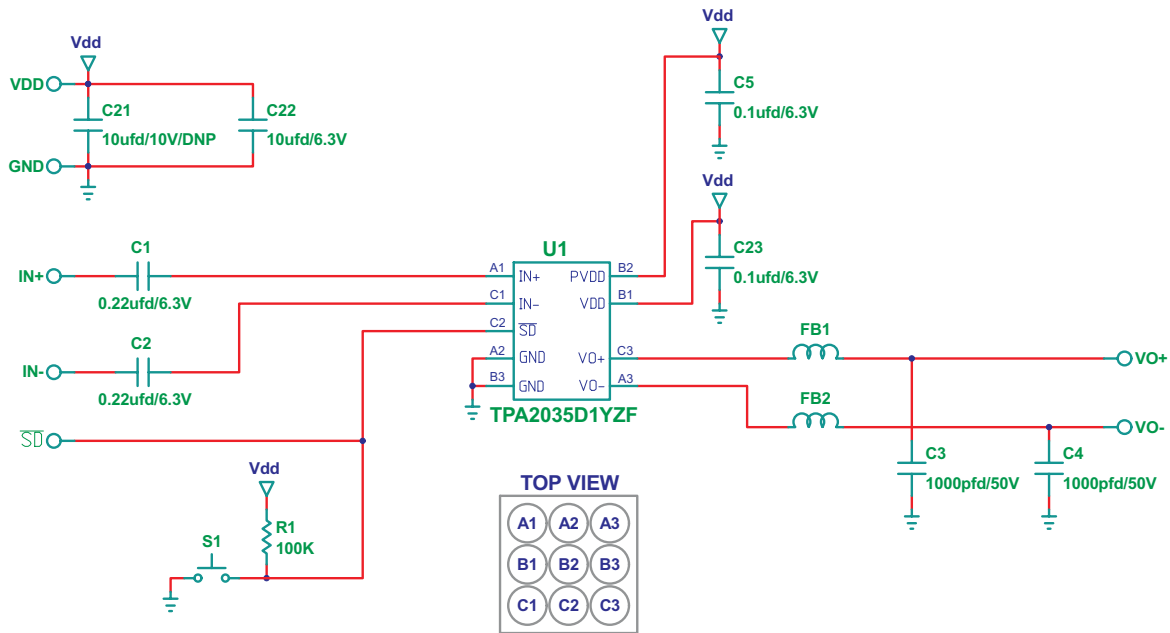 Vdd
VDD
C21
10ufd/10V/DNP
C22
10ufd/6.3V
GND
Vdd
C5
0.1ufd/6.3V
Vdd
C23
0.1ufd/6.3V
IN+
C1
0.22ufd/6.3V
IN-
C2
0.22ufd/6.3V
SD
U1
A1 IN+ PVDD B2
C1 IN- VDD B1
C2 SD
A2 GND VO+ C3
B3 GND VO- A3
TPA2035D1YZF
FB1
VO+
FB2
VO-
C3
1000pfd/50V
C4
1000pfd/50V
Vdd
R1
100K
S1
TOP VIEW
A1 A2 A3
B1 B2 B3
C1 C2 C3